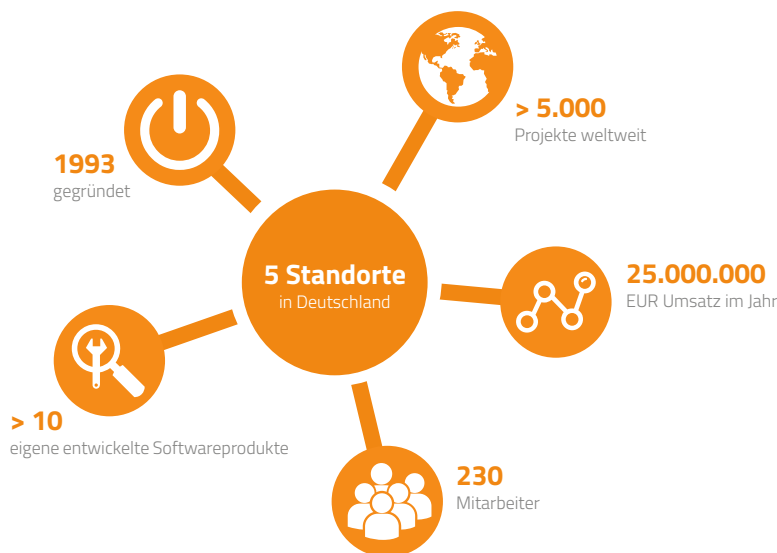 > 5.000
Projekte weltweit
1993
gegründet
5 Standorte
in Deutschland
25.000.000
EUR Umsatz im Jahr
> 10
eigene entwickelte Softwareprodukte
230
Mitarbeiter